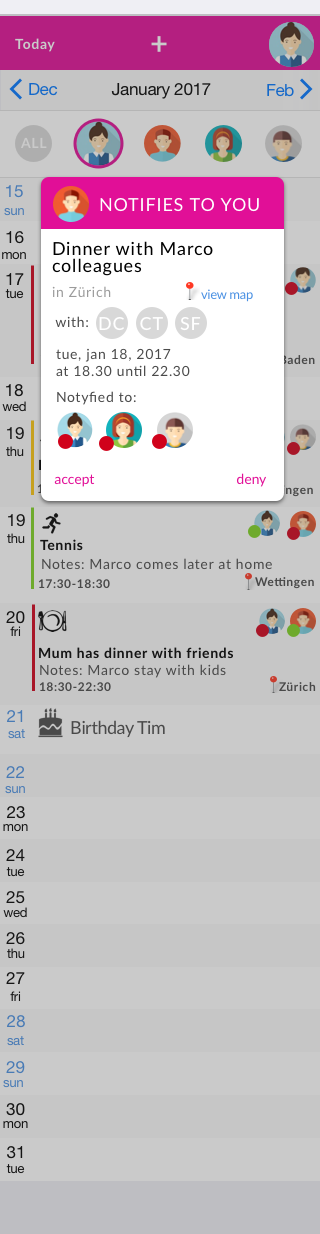 Today
+
Dec
January 2017
Feb
ALL
15
sun
NOTIFIES TO YOU
Dinner with Marco
colleagues
in Zürich
view map
with: DC CT SF
tue, jan 18, 2017
at 18.30 until 22.30
Notyfied to:
accept
deny
16
mon
17
tue
Baden
18
wed
19
thu
ngen
19
thu
Tennis
Notes: Marco comes later at home
17:30-18:30
Wettingen
20
fri
Mum has dinner with friends
Notes: Marco stay with kids
18:30-22:30
Zürich
21
sat
Birthday Tim
22
sun
23
mon
24
tue
25
wed
26
thu
27
fri
28
sat
29
sun
30
mon
31
tue